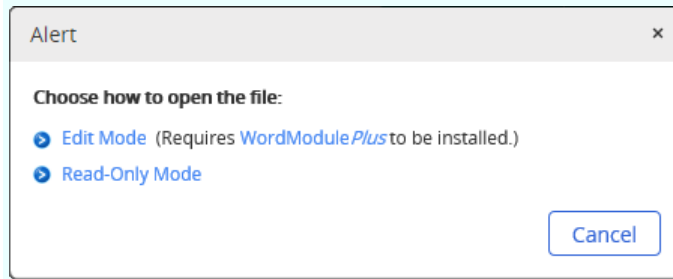 Alert ×
Choose how to open the file:
Edit Mode (Requires WordModulePlus to be installed.)
Read-Only Mode
Cancel